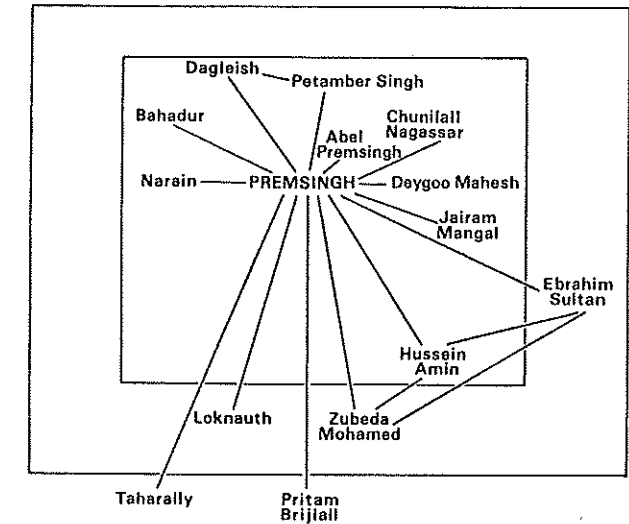 Dagleish
Petamber Singh
Bahadur
Chunilall
Nagassar
Abel
Premsingh
Narain
PREMSINGH
Daygoo Mahesh
Jairam
Mangal
Ebrahim
Sultan
Hussein
Amin
Loknauth
Zubeda
Mohamed
Taharally
Pritam
Brijlall